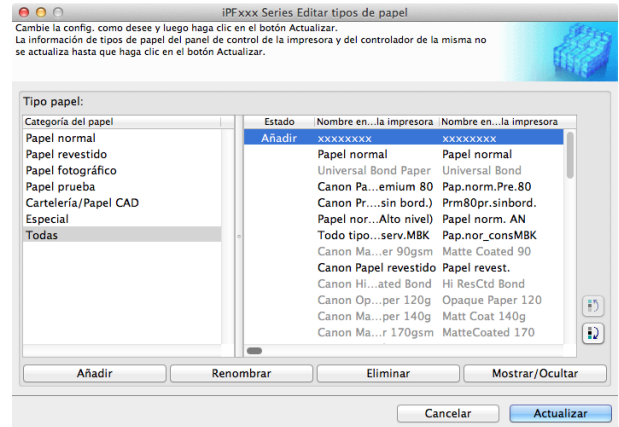 iPFxxx Series Editar tipos de papel
Cambie la config. como desee y luego haga clic en el botón Actualizar.
La información de tipos de papel del panel de control de la impresora y del controlador de la misma no
se actualiza hasta que haga clic en el botón Actualizar.
Tipo papel:
Categoría del papel Estado Nombre en...la impresora Nombre en...la impresora
Papel normal Añadir xxxxxxxx xxxxxxxx
Papel revestido Papel normal Papel normal
Papel fotográfico Universal Bond Paper Universal Bond
Papel prueba Canon Pa...emium 80 Pap.norm.Pre.80
Cartelería/Papel CAD Canon Pr....sin bord.) Prm80pr.sinbord.
Especial Papel nor...Alto nivel) Papel norm. AN
Todas Todo tipo...serv.MBK Pap.nor_consMBK
Canon Ma...er 90gsm Matte Coated 90
Canon Papel revestido Papel revest.
Canon Hi...ated Bond Hi ResCtd Bond
Canon Op...per 120g Opaque Paper 120
Canon Ma...per 140g Matt Coat 140g
Canon Ma...r 170gsm MatteCoated 170
Añadir Renombrar Eliminar Mostrar/Ocultar
Cancelar Actualizar